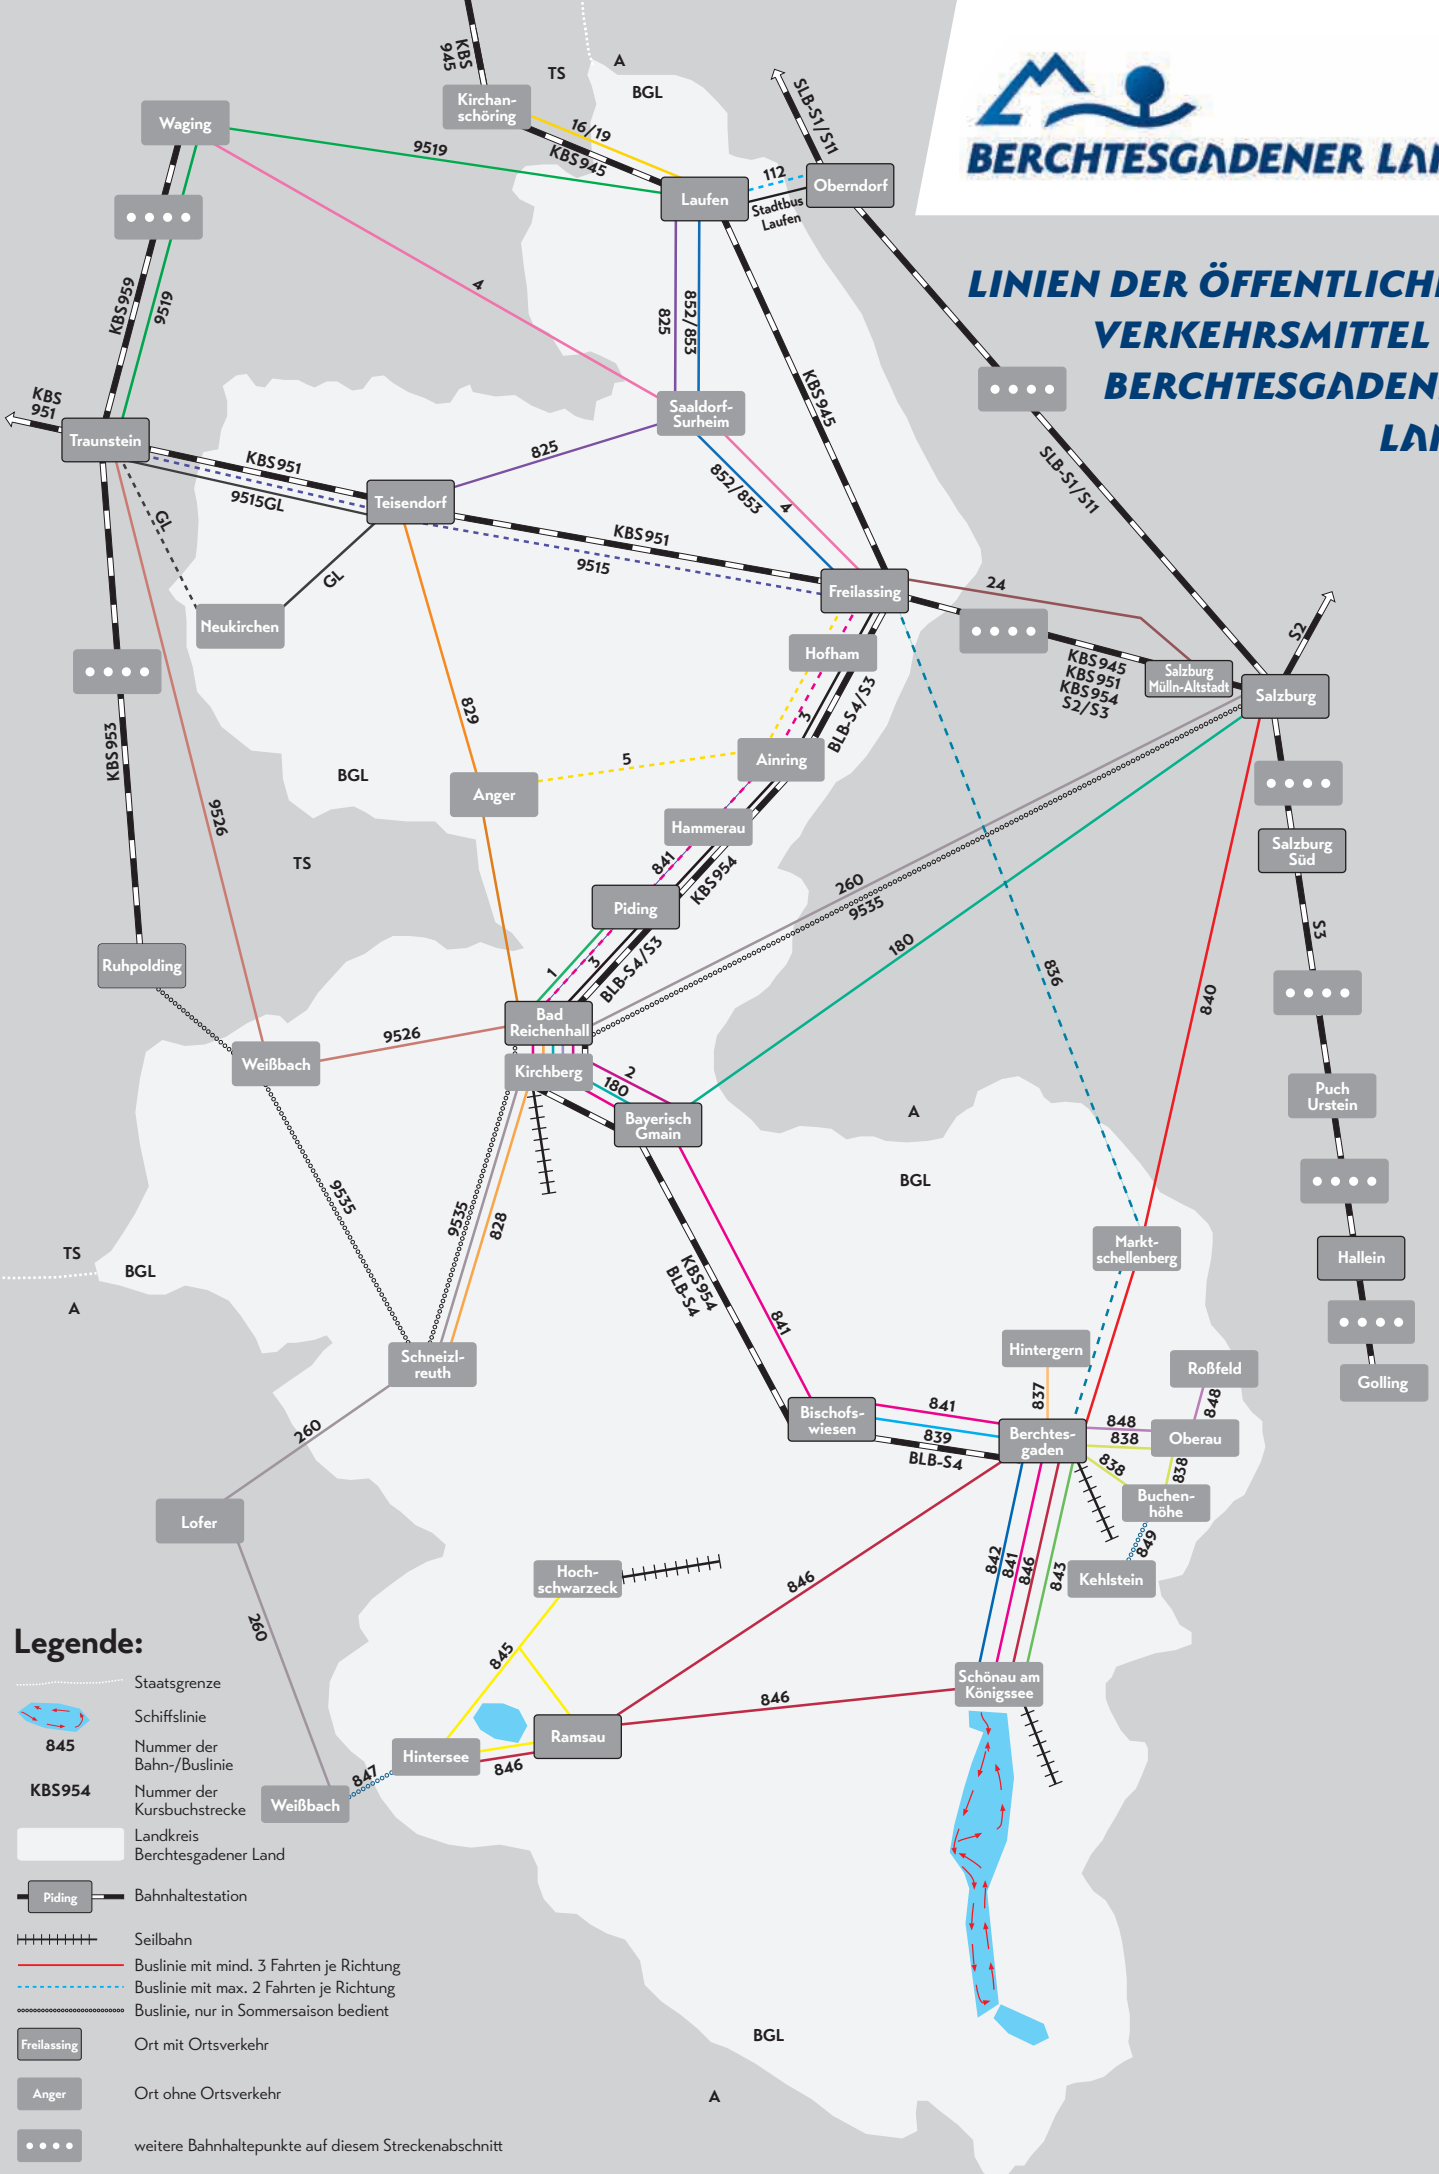 KBS
945
TS
A
BGL
Kirchan-
schöring
Waging
16/19
KBS945
9519
SLB-S1/S11
BERCHTESGADENER LA
Laufen
112
Stadtbus
Laufen
Oberndorf
LINIEN DER ÖFFENTLICH
VERKEHRSMITTEL
BERCHTESGADEN
LA
KBS959
9519
4
825
852/853
KBS945
SLB-S1/S11
KBS
951
Traunstein
KBS951
9515GL
GL
Teisendorf
825
Saaldorf-
Surheim
852/853
4
KBS951
9515
GL
Neukirchen
Freilassing
24
S2
Hofham
KBS945
KBS951
KBS954
S2/S3
Salzburg
Mülln-Altstadt
Salzburg
KBS953
829
3
BLB-S4/S3
5
Ainring
BGL
Anger
9526
Hammerau
Salzburg
Süd
TS
841
KBS954
260
9535
Piding
180
S3
Ruhpolding
1
3
BLB-S4/S3
836
840
Bad
Reichenhall
9526
Weißbach
Kirchberg
2
180
Bayerisch
Gmain
A
BGL
Puch
Urstein
9535
9535
828
TS
BGL
A
KBS954
BLB-S4
841
Markt-
schellenberg
Hallein
Schneizl-
reuth
Hintergern
Roßfeld
Golling
837
848
Bischofs-
wiesen
841
839
BLB-S4
Berchtes-
gaden
848
838
Oberau
838
838
260
Buchen-
höhe
849
Kehlstein
Lofer
842
841
846
843
Hoch-
schwarzeck
846
260
845
Schönau am
Königssee
846
Ramsau
Hintersee
846
847
Weißbach
Legende:
Staatsgrenze
Schiffslinie
845
Nummer der
Bahn-/Buslinie
KBS954
Nummer der
Kursbuchstrecke
Landkreis
Berchtesgadener Land
Piding
Bahnhaltestation
Seilbahn
Buslinie mit mind. 3 Fahrten je Richtung
Buslinie mit max. 2 Fahrten je Richtung
Buslinie, nur in Sommersaison bedient
Freilassing
Ort mit Ortsverkehr
BGL
Anger
Ort ohne Ortsverkehr
A
weitere Bahnhaltepunkte auf diesem Streckenabschnitt